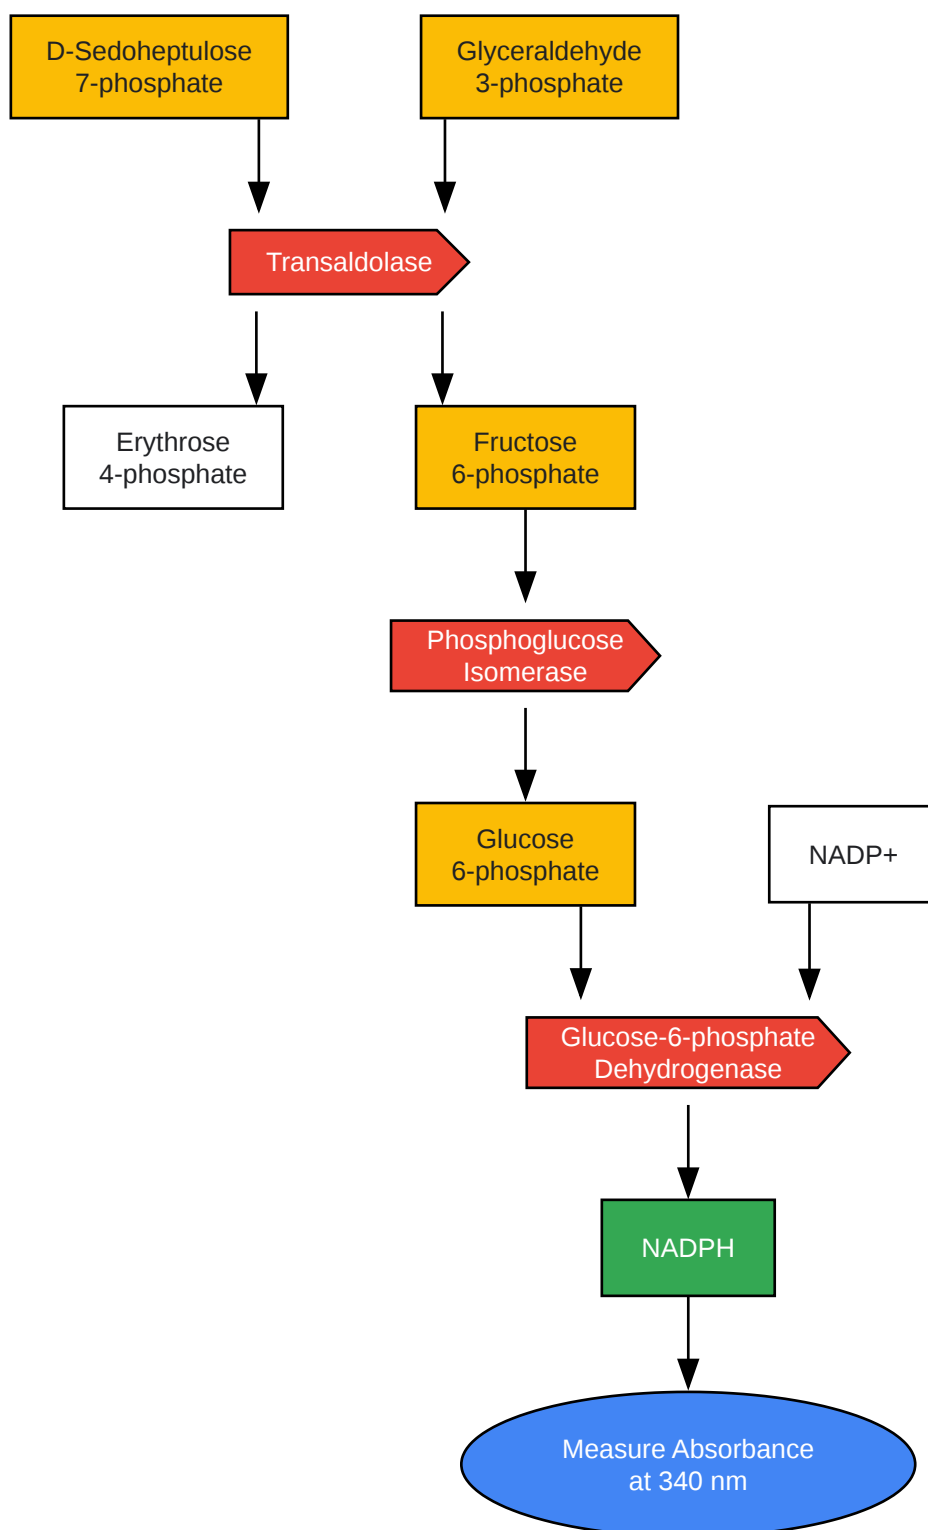 D-Sedoheptulose
7-phosphate
Glyceraldehyde
3-phosphate
Transaldolase
Erythrose
4-phosphate
Fructose
6-phosphate
Phosphoglucose
Isomerase
Glucose
6-phosphate
NADP+
Glucose-6-phosphate
Dehydrogenase
NADPH
Measure Absorbance
at 340 nm